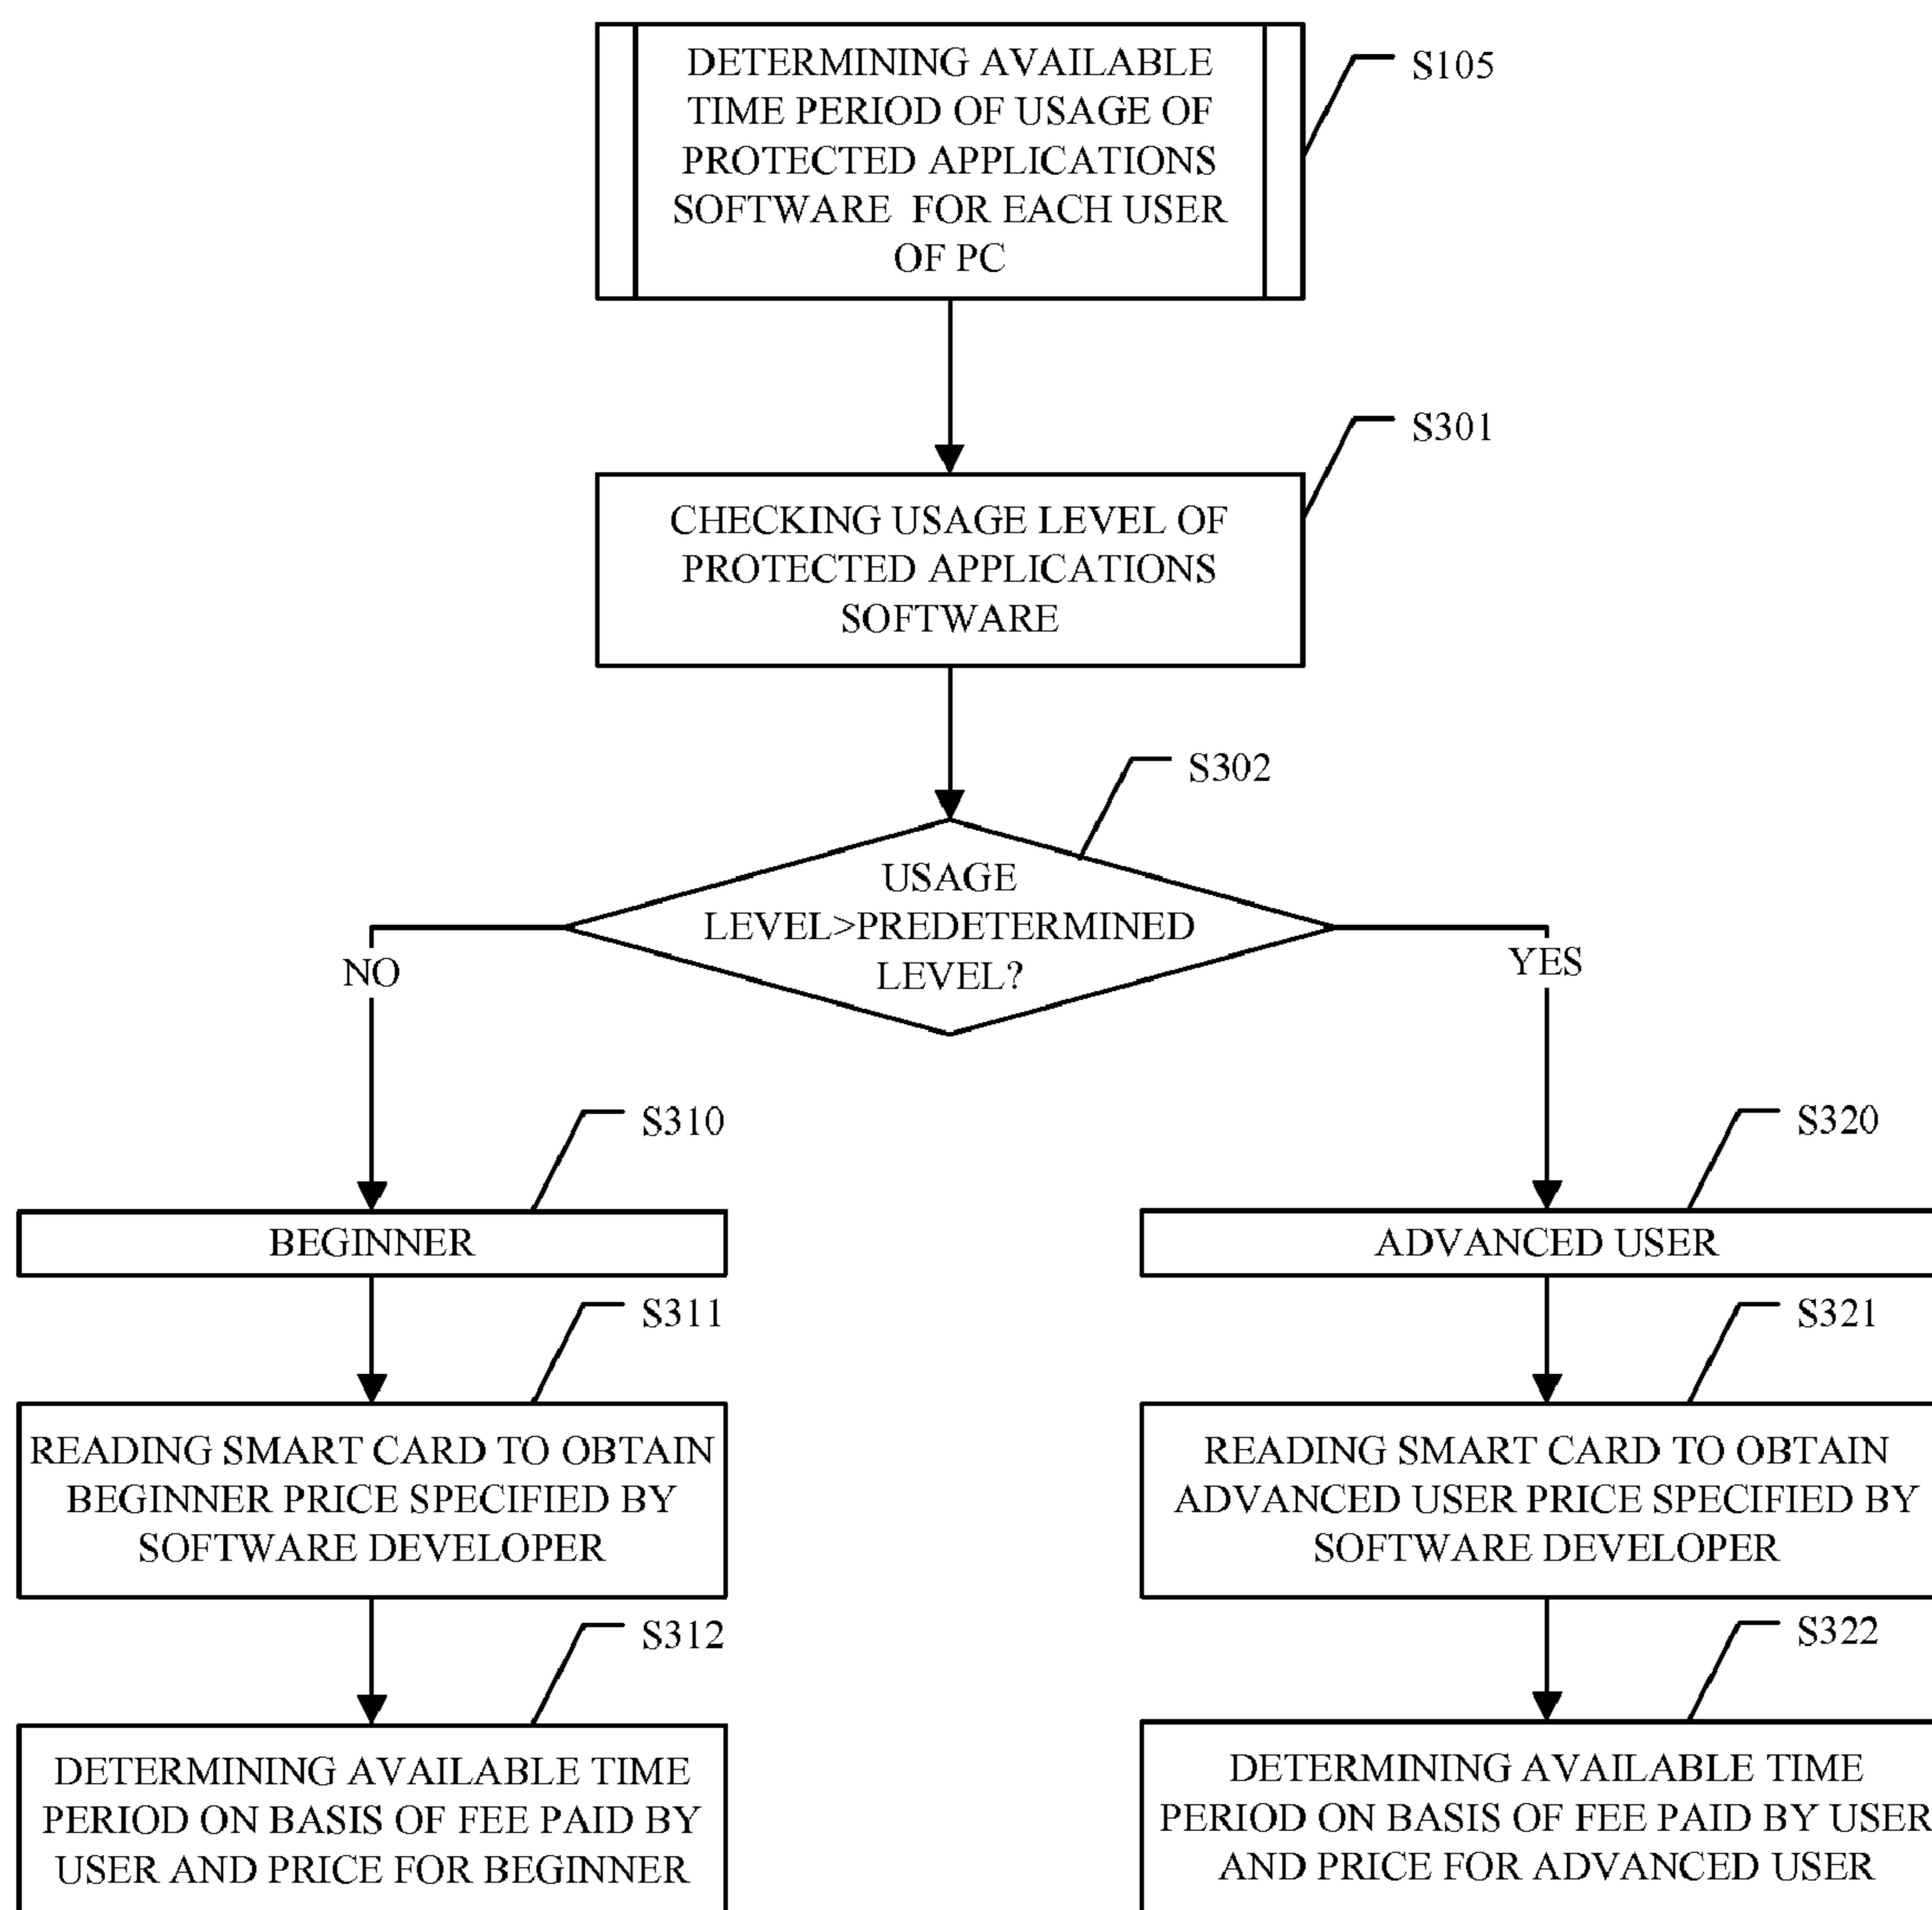 DETERMINING AVAILABLE
TIME PERIOD OF USAGE OF
PROTECTED APPLICATIONS
SOFTWARE FOR EACH USER
OF PC
S105
S301
CHECKING USAGE LEVEL OF
PROTECTED APPLICATIONS
SOFTWARE
S302
USAGE
LEVEL>PREDETERMINED
LEVEL?
NO
YES
S310
BEGINNER
S311
READING SMART CARD TO OBTAIN
BEGINNER PRICE SPECIFIED BY
SOFTWARE DEVELOPER
S312
DETERMINING AVAILABLE TIME
PERIOD ON BASIS OF FEE PAID BY
USER AND PRICE FOR BEGINNER
S320
ADVANCED USER
S321
READING SMART CARD TO OBTAIN
ADVANCED USER PRICE SPECIFIED BY
SOFTWARE DEVELOPER
S322
DETERMINING AVAILABLE TIME
PERIOD ON BASIS OF FEE PAID BY USER
AND PRICE FOR ADVANCED USER